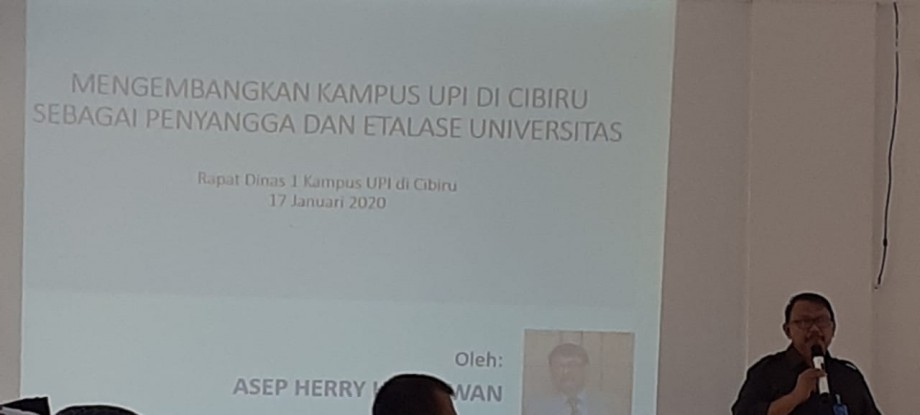 MENGEMBANGKAN KAMPUS UPI DI CIBIRU
SEBAGAI PENYANGGA DAN ETALASE UNIVERSITAS
Rapat Dinas 1 Kampus UPI di Cibiru
17 Januari 2020
Oleh:
ASEP HERRY